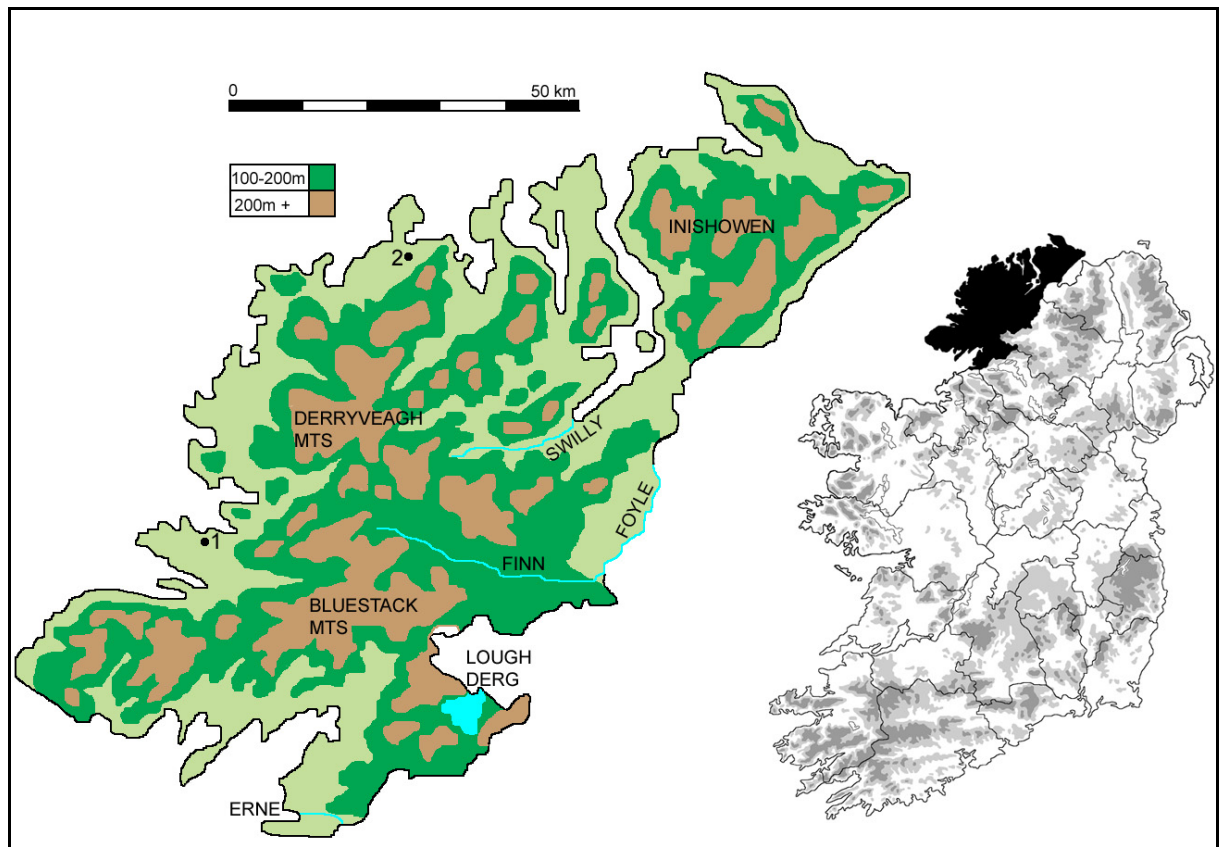 0
50 km
100-200m
200m +
INISHOWEN
2
DERRYVEAGH
MTS
SWILLY
FOYLE
1
FINN
BLUESTACK
MTS
LOUGH
DERG
ERNE